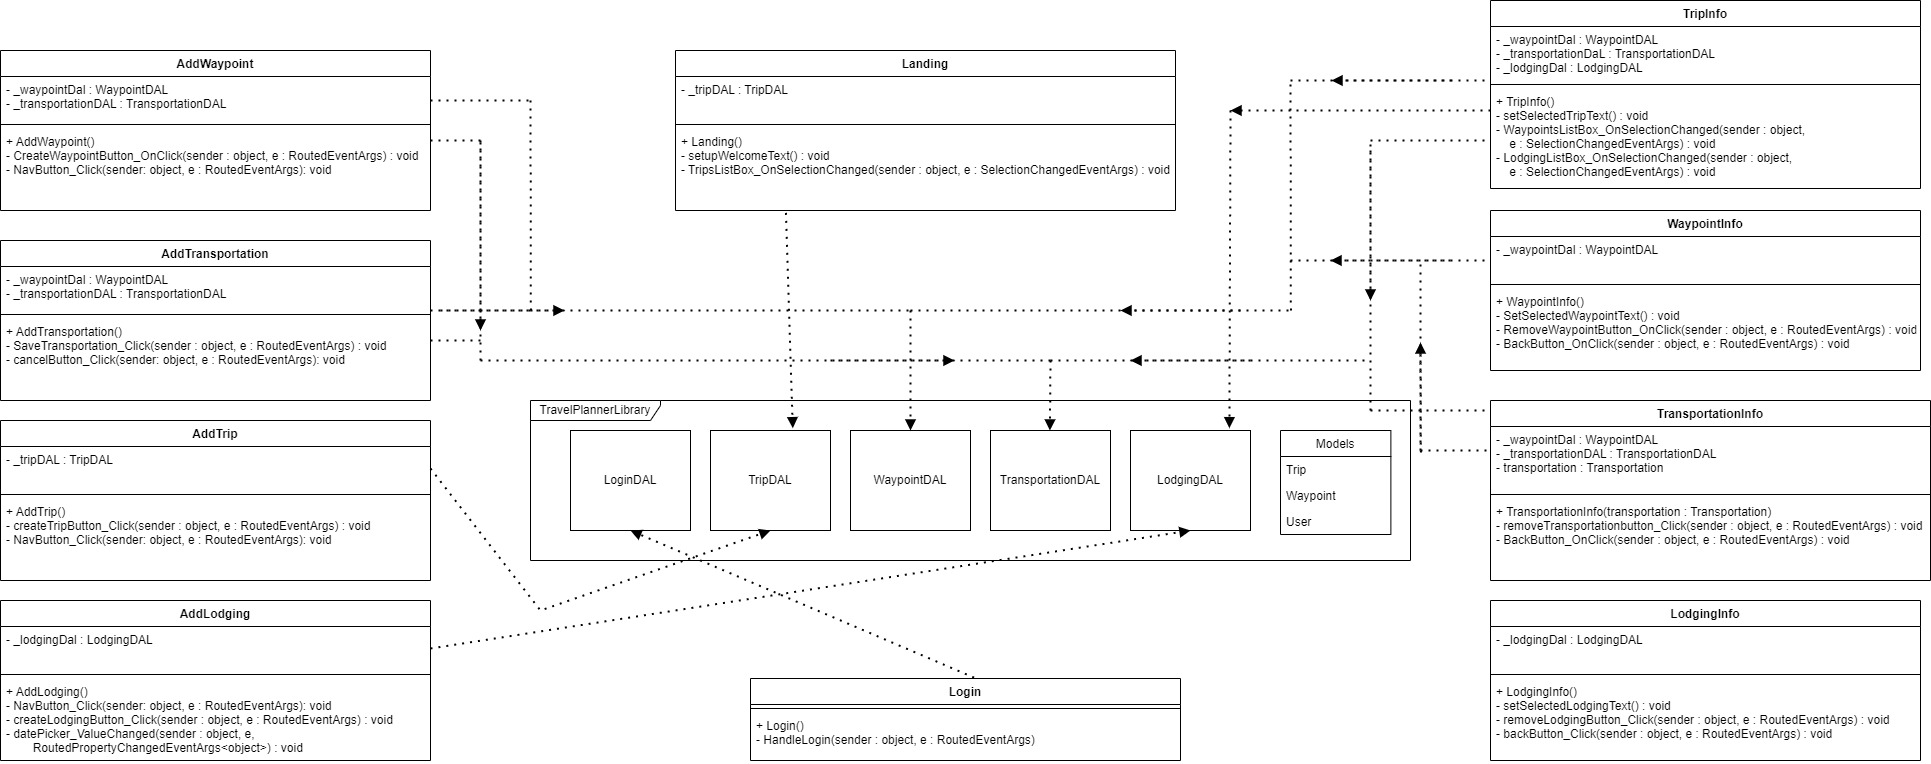 AddWaypoint
- _waypointDal : WaypointDAL
- _transportationDAL : TransportationDAL
+ AddWaypoint()
- CreateWaypointButton_OnClick(sender : object, e : RoutedEventArgs) : void
- NavButton_Click(sender: object, e : RoutedEventArgs): void
AddTransportation
- _waypointDal : WaypointDAL
- _transportationDAL : TransportationDAL
+ AddTransportation()
- SaveTransportation_Click(sender : object, e : RoutedEventArgs) : void
- cancelButton_Click(sender: object, e : RoutedEventArgs): void
AddTrip
- _tripDAL : TripDAL
+ AddTrip()
- createTripButton_Click(sender : object, e : RoutedEventArgs) : void
- NavButton_Click(sender: object, e : RoutedEventArgs): void
AddLodging
- _lodgingDal : LodgingDAL
+ AddLodging()
- NavButton_Click(sender: object, e : RoutedEventArgs): void
- createLodgingButton_Click(sender : object, e : RoutedEventArgs) : void
- datePicker_ValueChanged(sender : object, e,
RoutedPropertyChangedEventArgs<object>) : void
Landing
- _tripDAL : TripDAL
+ Landing()
- setupWelcomeText() : void
- TripsListBox_OnSelectionChanged(sender : object, e : SelectionChangedEventArgs) : void
TravelPlannerLibrary
LoginDAL
TripDAL
WaypointDAL
TransportationDAL
LodgingDAL
Models
Trip
Waypoint
User
Login
+ Login()
- HandleLogin(sender : object, e : RoutedEventArgs)
TripInfo
- _waypointDal : WaypointDAL
- _transportationDaL : TransportationDAL
- _lodgingDal : LodgingDAL
+ TripInfo()
- setSelectedTripText() : void
- WaypointsListBox_OnSelectionChanged(sender : object,
e : SelectionChangedEventArgs) : void
- LodgingListBox_OnSelectionChanged(sender : object,
e : SelectionChangedEventArgs) : void
WaypointInfo
- _waypointDal : WaypointDAL
+ WaypointInfo()
- SetSelectedWaypointText() : void
- RemoveWaypointButton_OnClick(sender : object, e : RoutedEventArgs) : void
- BackButton_OnClick(sender : object, e : RoutedEventArgs) : void
TransportationInfo
- _waypointDal : WaypointDAL
- _transportationDAL : TransportationDAL
- transportation : Transportation
+ TransportationInfo(transportation : Transportation)
- removeTransportationbutton_Click(sender : object, e : RoutedEventArgs) : void
- BackButton_OnClick(sender : object, e : RoutedEventArgs) : void
LodgingInfo
- _lodgingDal : LodgingDAL
+ LodgingInfo()
- setSelectedLodgingText() : void
- removeLodgingButton_Click(sender : object, e : RoutedEventArgs) : void
- backButton_Click(sender : object, e : RoutedEventArgs) : void